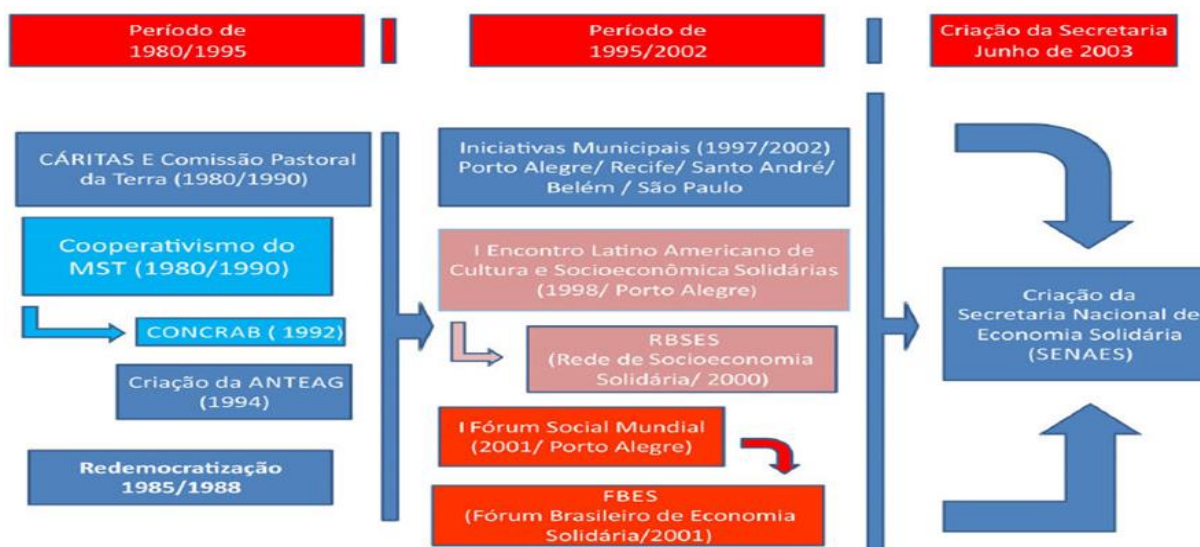 Período de
1980/1995
Período de
1995/2002
Criação da Secretaria
Junho de 2003
CÁRITAS E Comissão Pastoral
da Terra (1980/1990)
Cooperativismo do
MST (1980/1990)
CONCRAB ( 1992)
Criação da ANTEAG
(1994)
Redemocratização
1985/1988
Iniciativas Municipais (1997/2002)
Porto Alegre/ Recife/ Santo André/
Belém / São Paulo
I Encontro Latino Americano de
Cultura e Socioeconômica Solidárias
(1998/ Porto Alegre)
RBSES
(Rede de Socioeconomia
Solidária/ 2000)
I Fórum Social Mundial
(2001/ Porto Alegre)
FBES
(Fórum Brasileiro de Economia
Solidária/2001)
Criação da
Secretaria Nacional de
Economia Solidária
(SENAES)